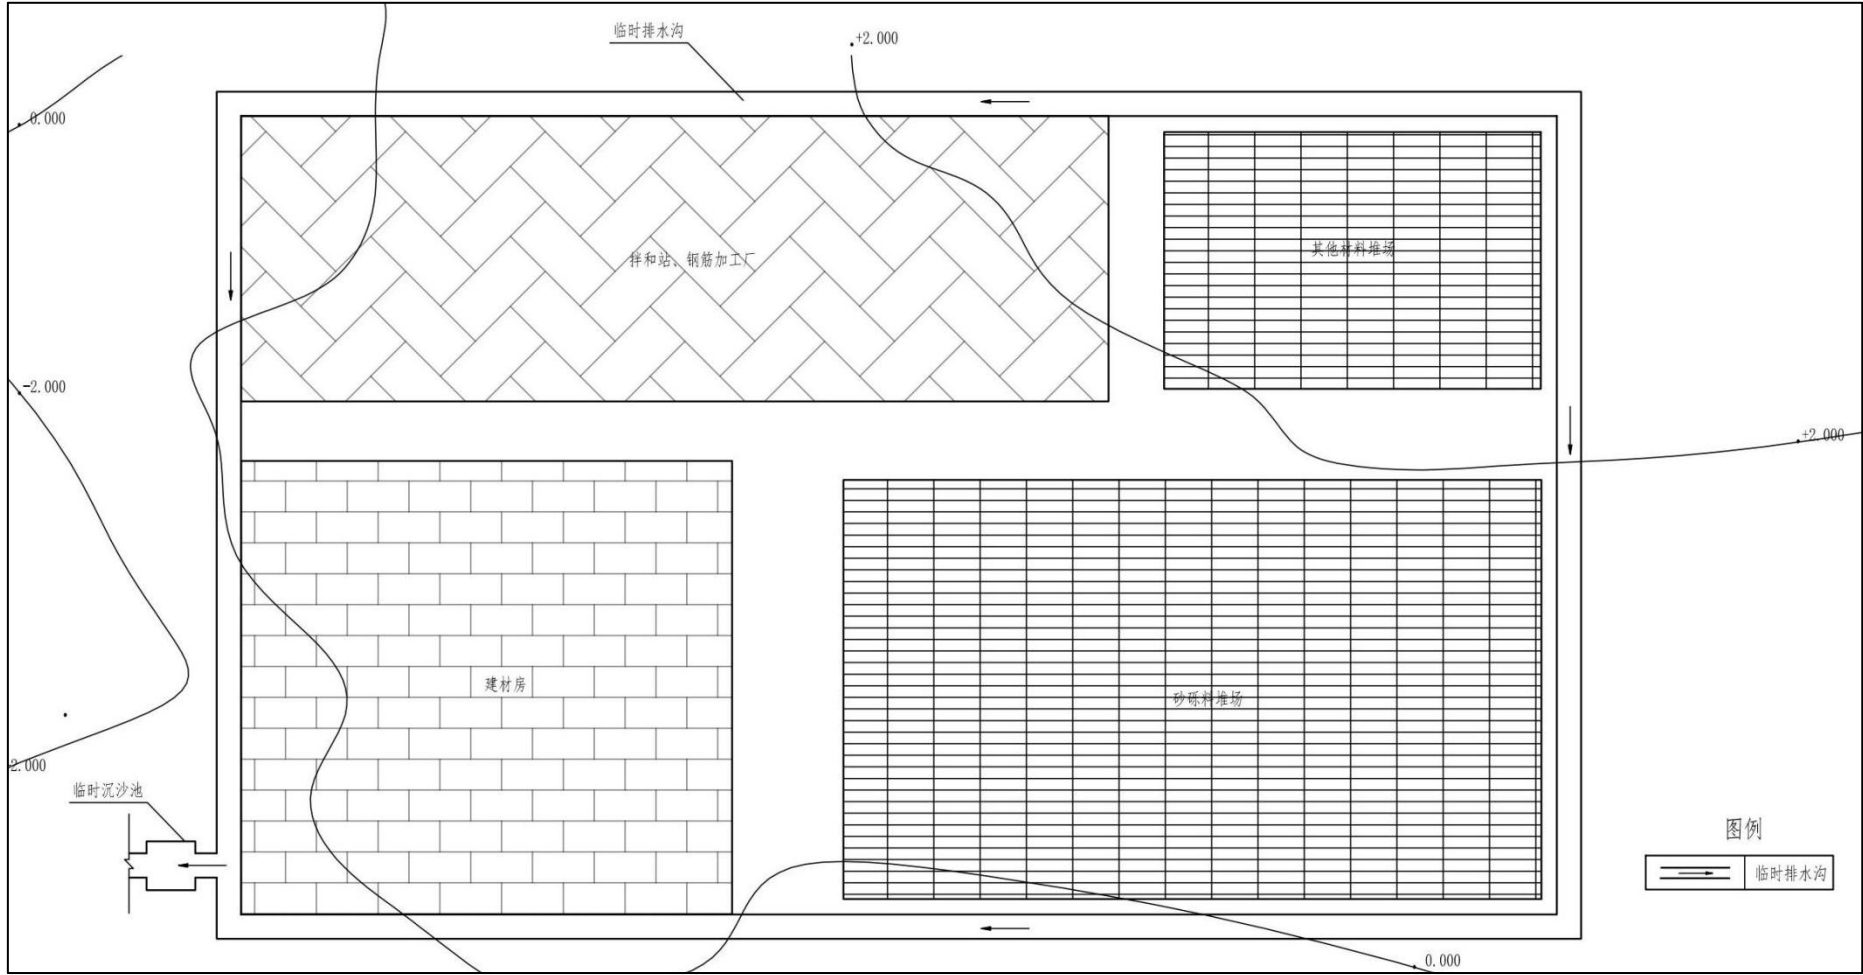 临时排水沟
+2.000
0.000
拌和站、钢筋加工厂
其他材料堆场
-2.000
+2.000
建材房
砂砾料堆场
2.000
临时沉沙池
图例
临时排水沟
0.000